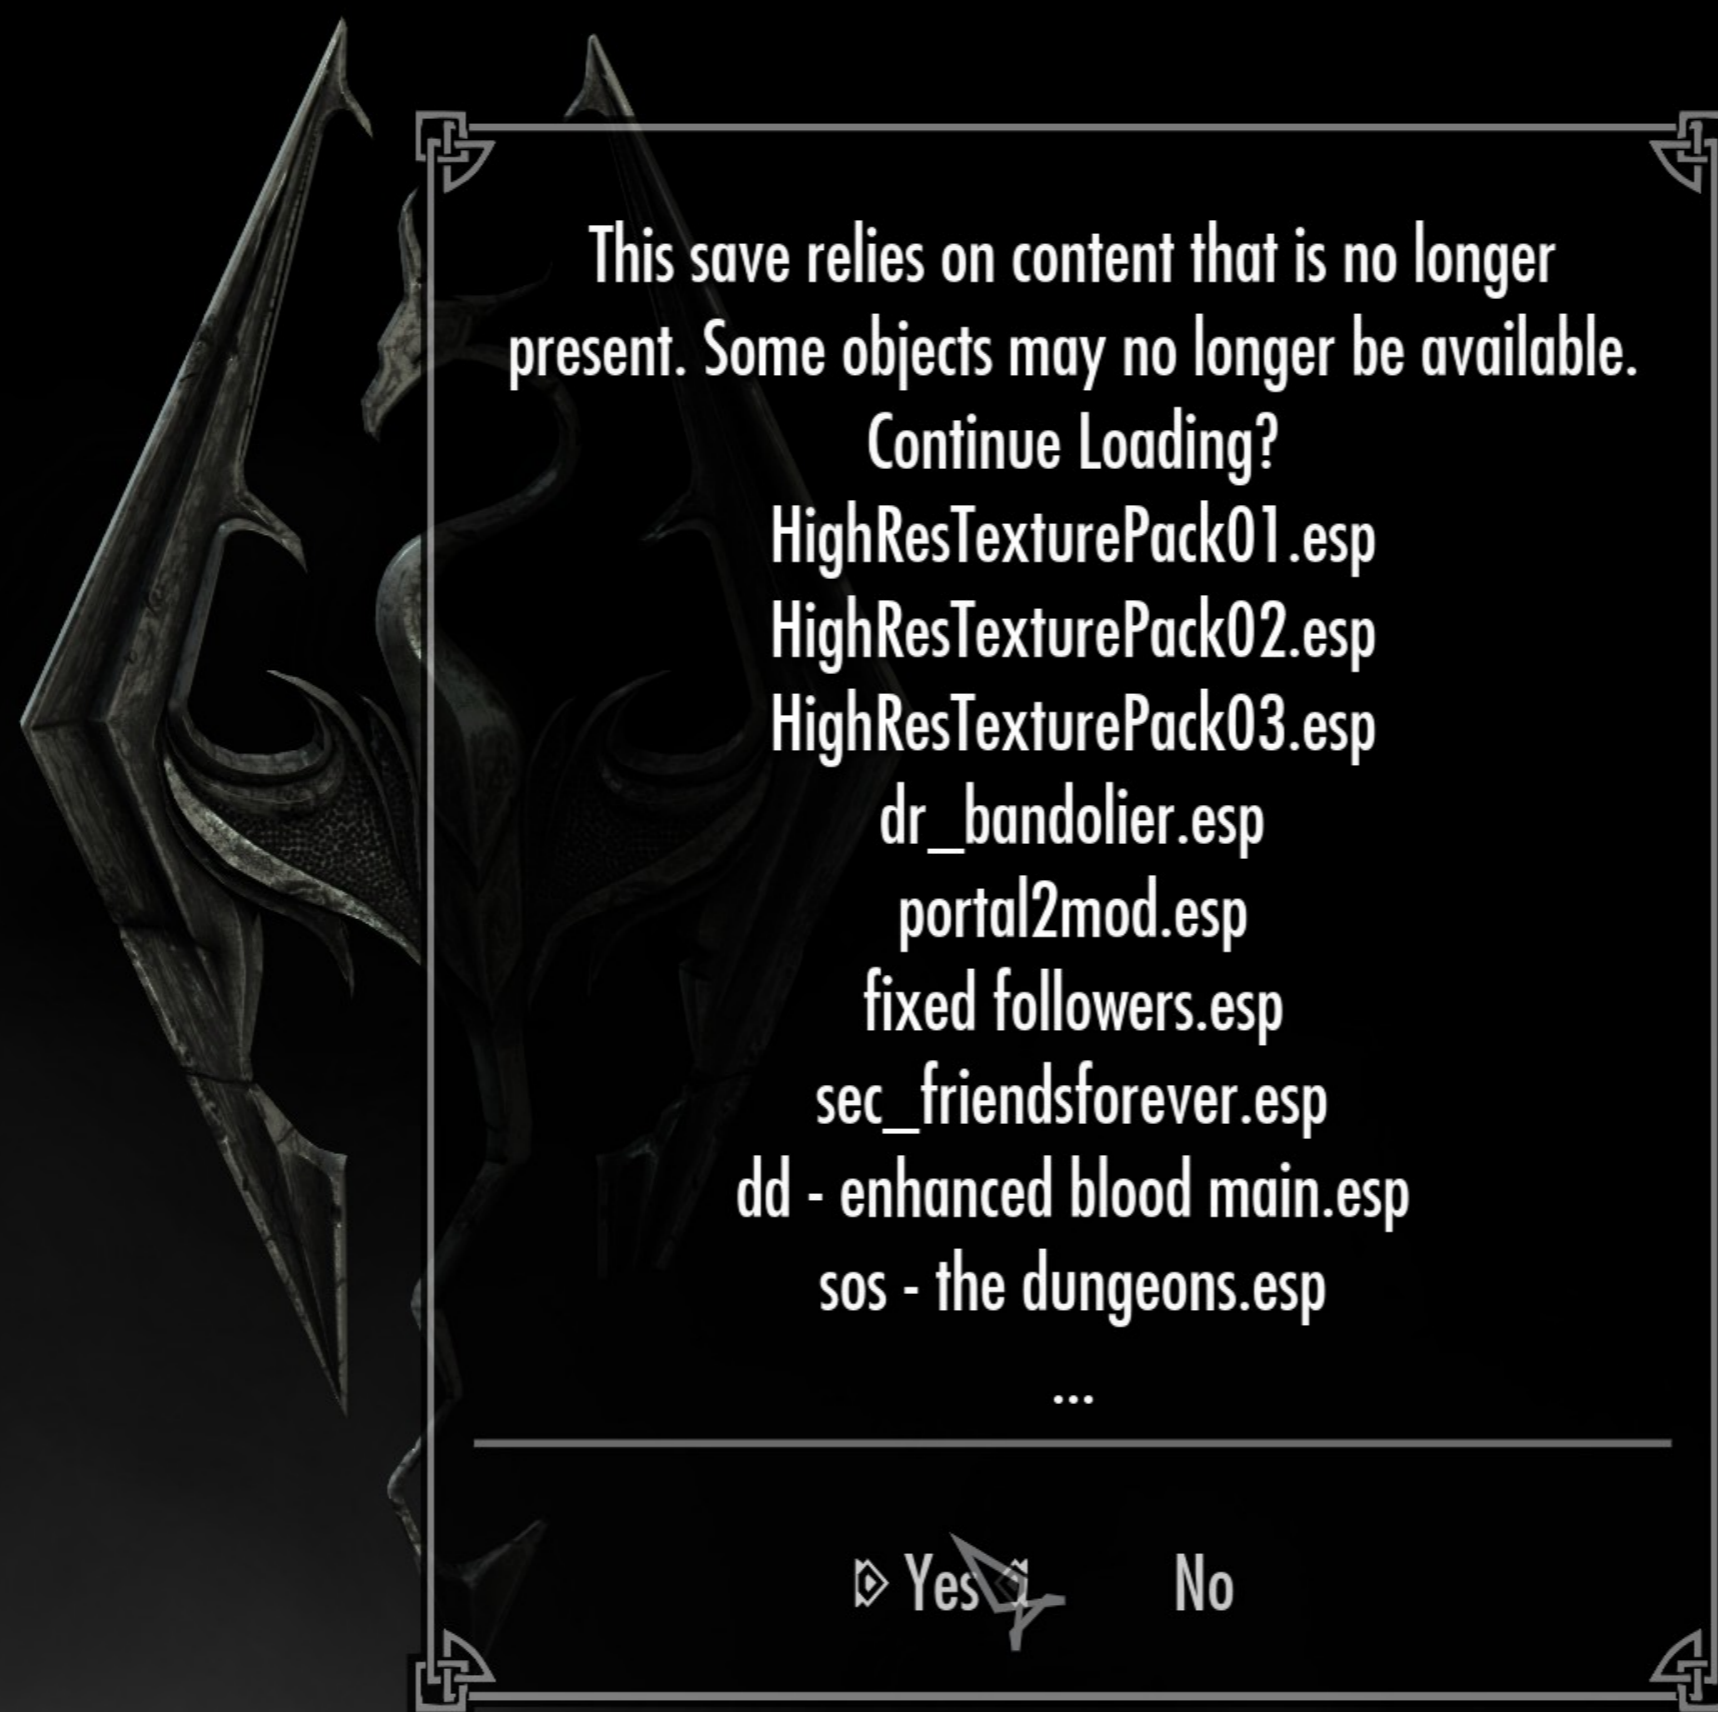 This save relies on content that is no longer
present. Some objects may no longer be available.
Continue Loading?
HighResTexturePack01.esp
HighResTexturePack02.esp
HighResTexturePack03.esp
dr_bandolier.esp
portal2mod.esp
fixed followers.esp
sec_friendsforever.esp
dd - enhanced blood main.esp
sos - the dungeons.esp
...
Yes No